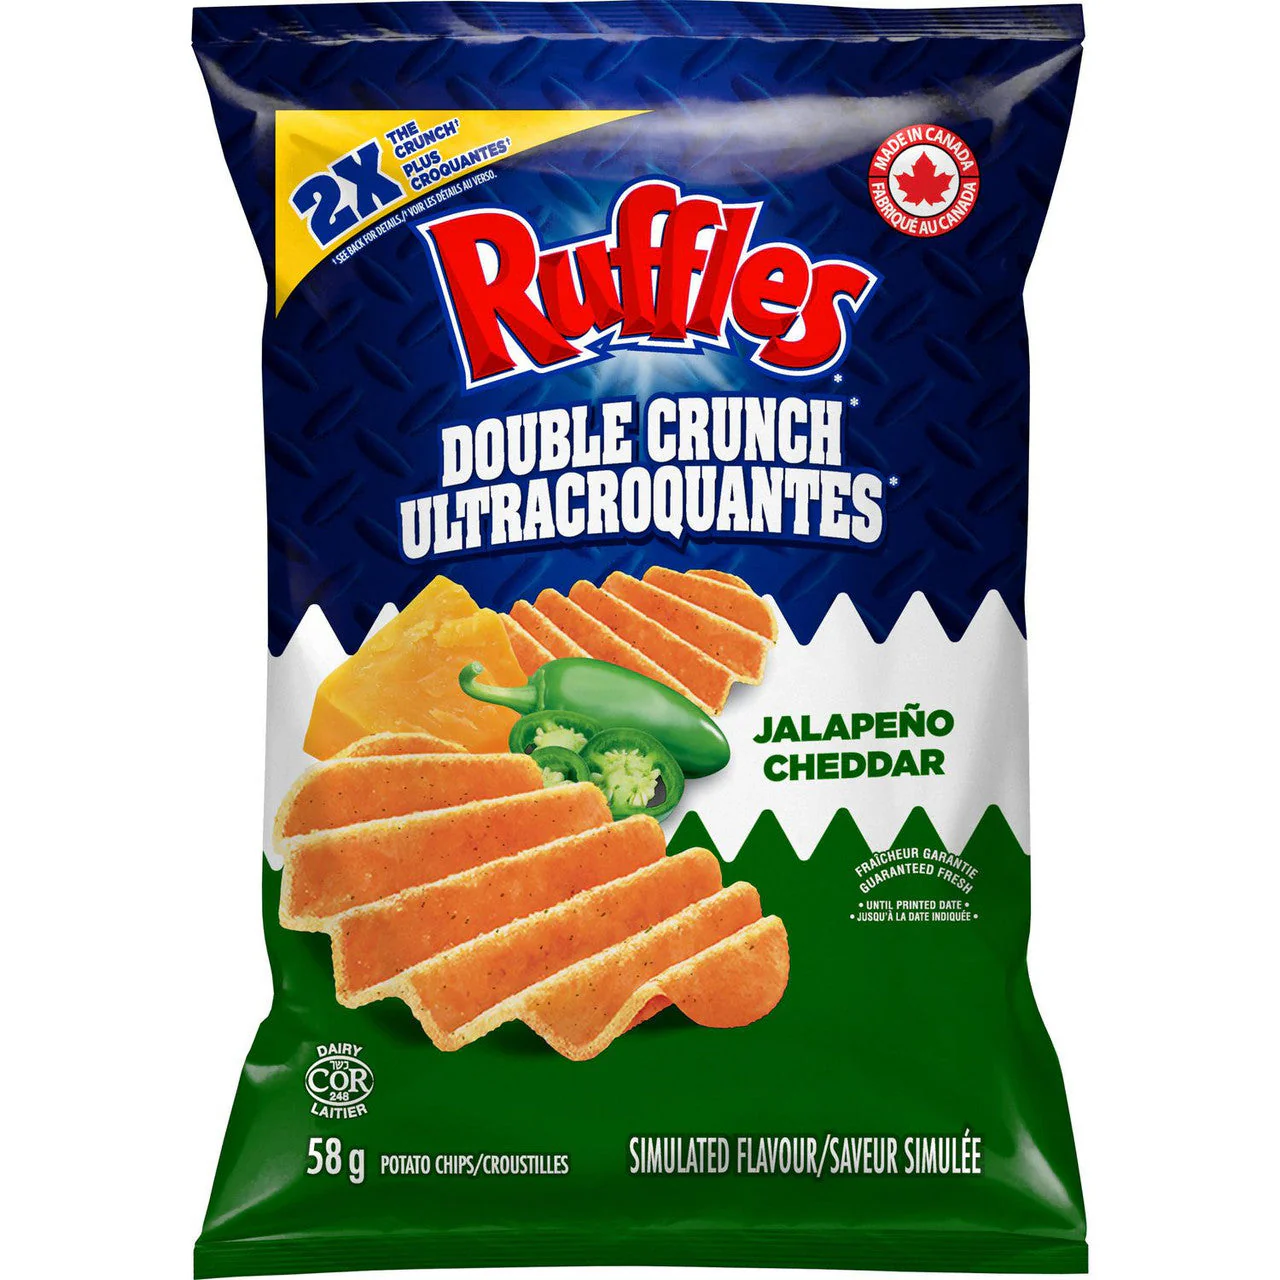 2X THE
CRUNCH†
PLUS
CROQUANTES†
†SEE BACK FOR DETAILS./†VOIR LES DÉTAILS AU VERSO.
MADE IN CANADA
FABRIQUÉ AU CANADA
Ruffles*
DOUBLE CRUNCH*
ULTRACROQUANTES*
JALAPEÑO
CHEDDAR
FRAÎCHEUR GARANTIE
GUARANTEED FRESH
• UNTIL PRINTED DATE •
• JUSQU'À LA DATE INDIQUÉE •
DAIRY
כשר
COR
248
LAITIER
58 g POTATO CHIPS/CROUSTILLES
SIMULATED FLAVOUR/SAVEUR SIMULÉE